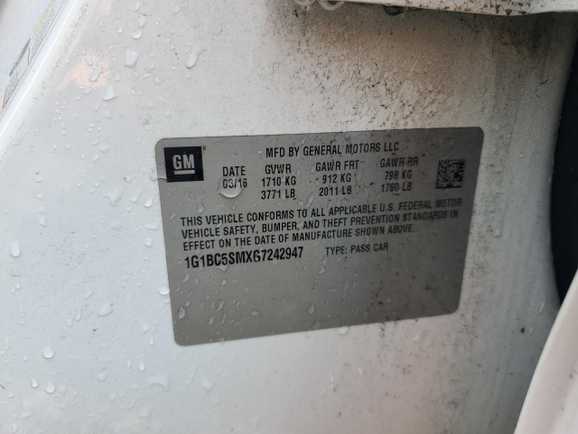 GM
MFD BY GENERAL MOTORS LLC
DATE GVWR GAWR FRT GAWR RR
03/16 1710 KG 912 KG 798 KG
3771 LB 2011 LB 1760 LB
THIS VEHICLE CONFORMS TO ALL APPLICABLE U.S. FEDERAL MOTOR
VEHICLE SAFETY, BUMPER, AND THEFT PREVENTION STANDARDS IN
EFFECT ON THE DATE OF MANUFACTURE SHOWN ABOVE.
1G1BC5SMXG7242947 TYPE: PASS CAR